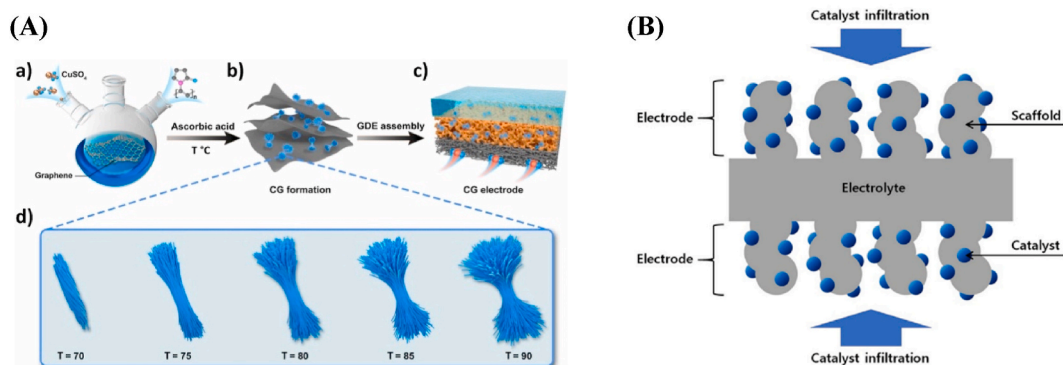 (A)
a)
CuSO₄
Graphene
Ascorbic acid
T °C
b)
CG formation
GDE assembly
c)
CG electrode
d)
T = 70
T = 75
T = 80
T = 85
T = 90
(B)
Catalyst infiltration
Electrode
Scaffold
Electrolyte
Electrode
Catalyst
Catalyst infiltration